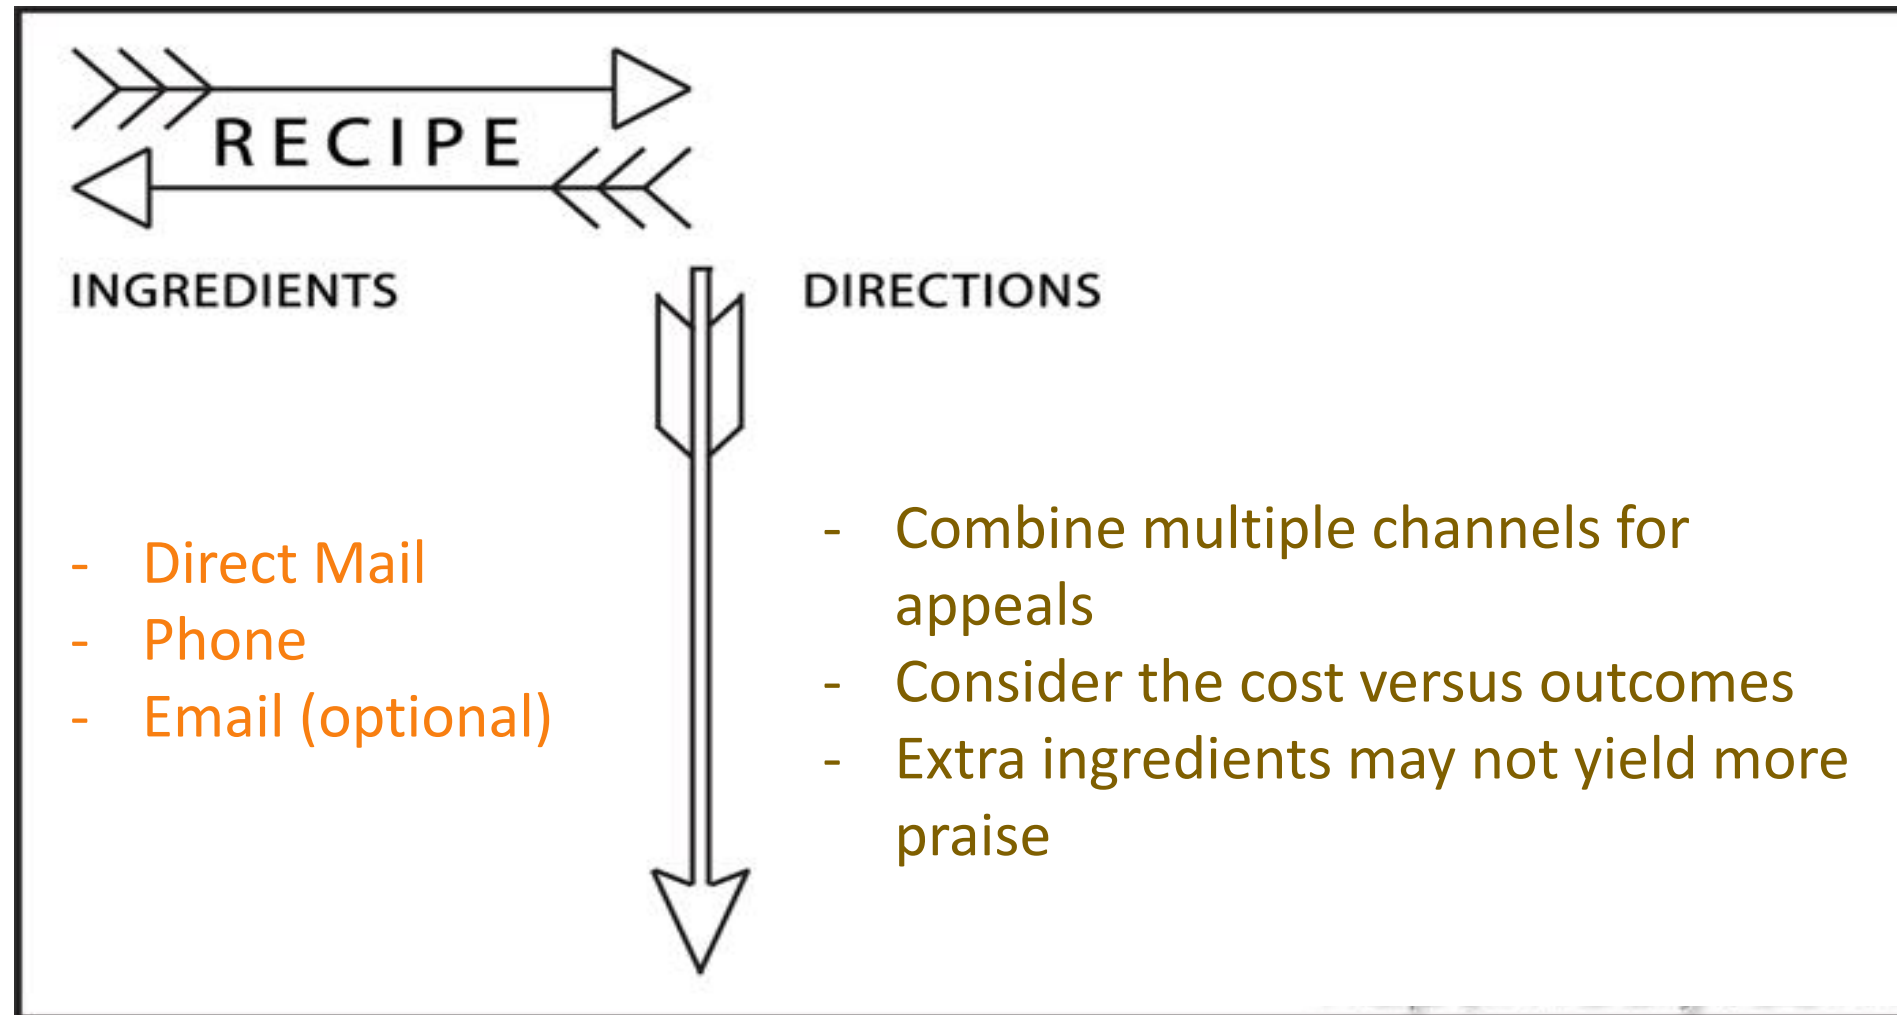 RECIPE
INGREDIENTS
- Direct Mail
- Phone
- Email (optional)
DIRECTIONS
- Combine multiple channels for
appeals
- Consider the cost versus outcomes
- Extra ingredients may not yield more
praise